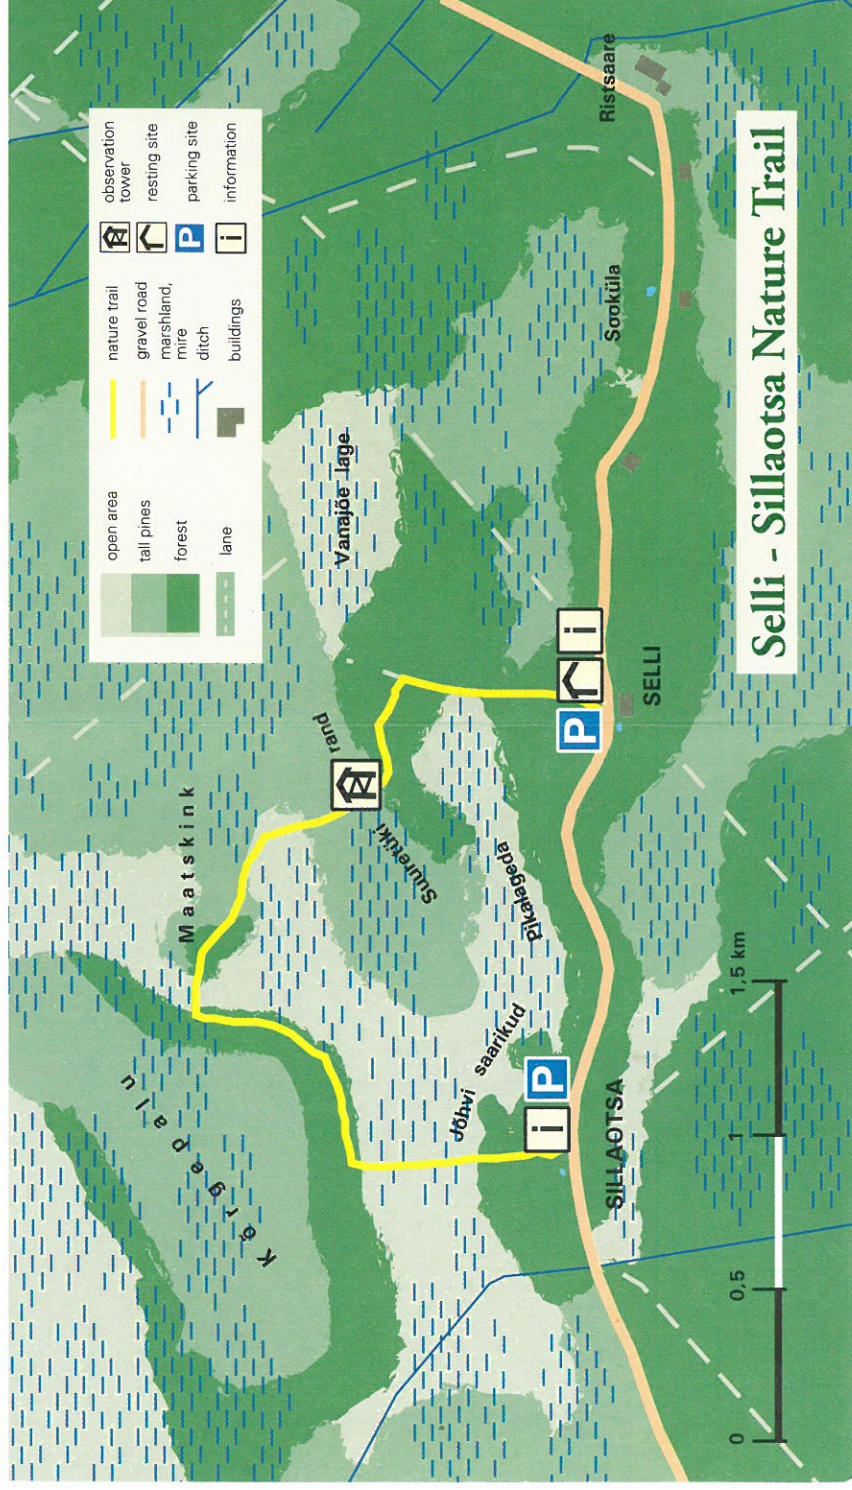 Selli - Sillaotsa Nature Trail
open area
tall pines
forest
lane
nature trail
gravel road
marshland,
mire
ditch
buildings
observation
tower
resting site
parking site
information
P
i
Maatskink
Kõrgepalu
Suuretüki rand
Vanajõe lage
Pikalageda
Jõhvi saarikud
Sooküla
Ristsaare
SELLI
P
i
SILLAOTSA
i
P
0
0,5
1
1,5 km